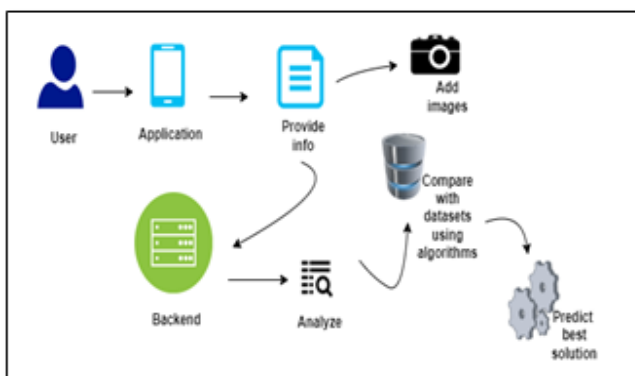 User
Application
Provide
info
Add
images
Backend
Analyze
Compare
with
datasets
using
algorithms
Predict
best
solution